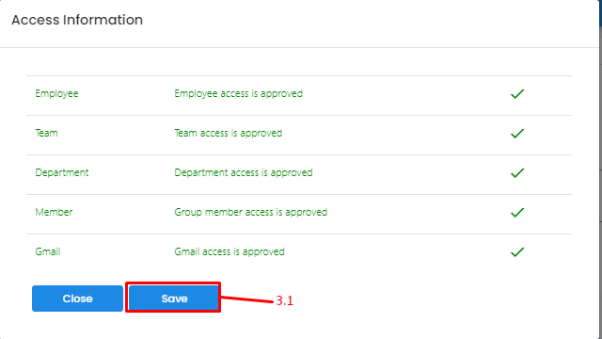 Access Information
Employee Employee access is approved
Team Team access is approved
Department Department access is approved
Member Group member access is approved
Gmail Gmail access is approved
Close Save 3.1